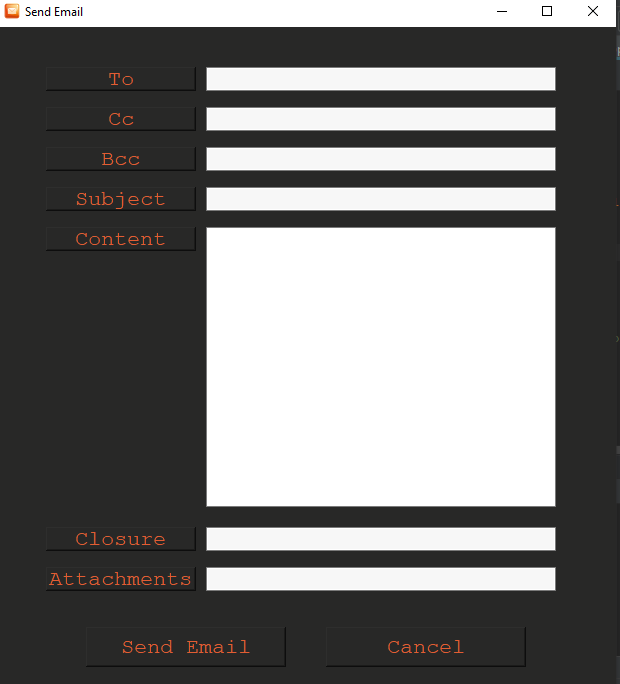 Send Email
To
Cc
Bcc
Subject
Content
Closure
Attachments
Send Email
Cancel